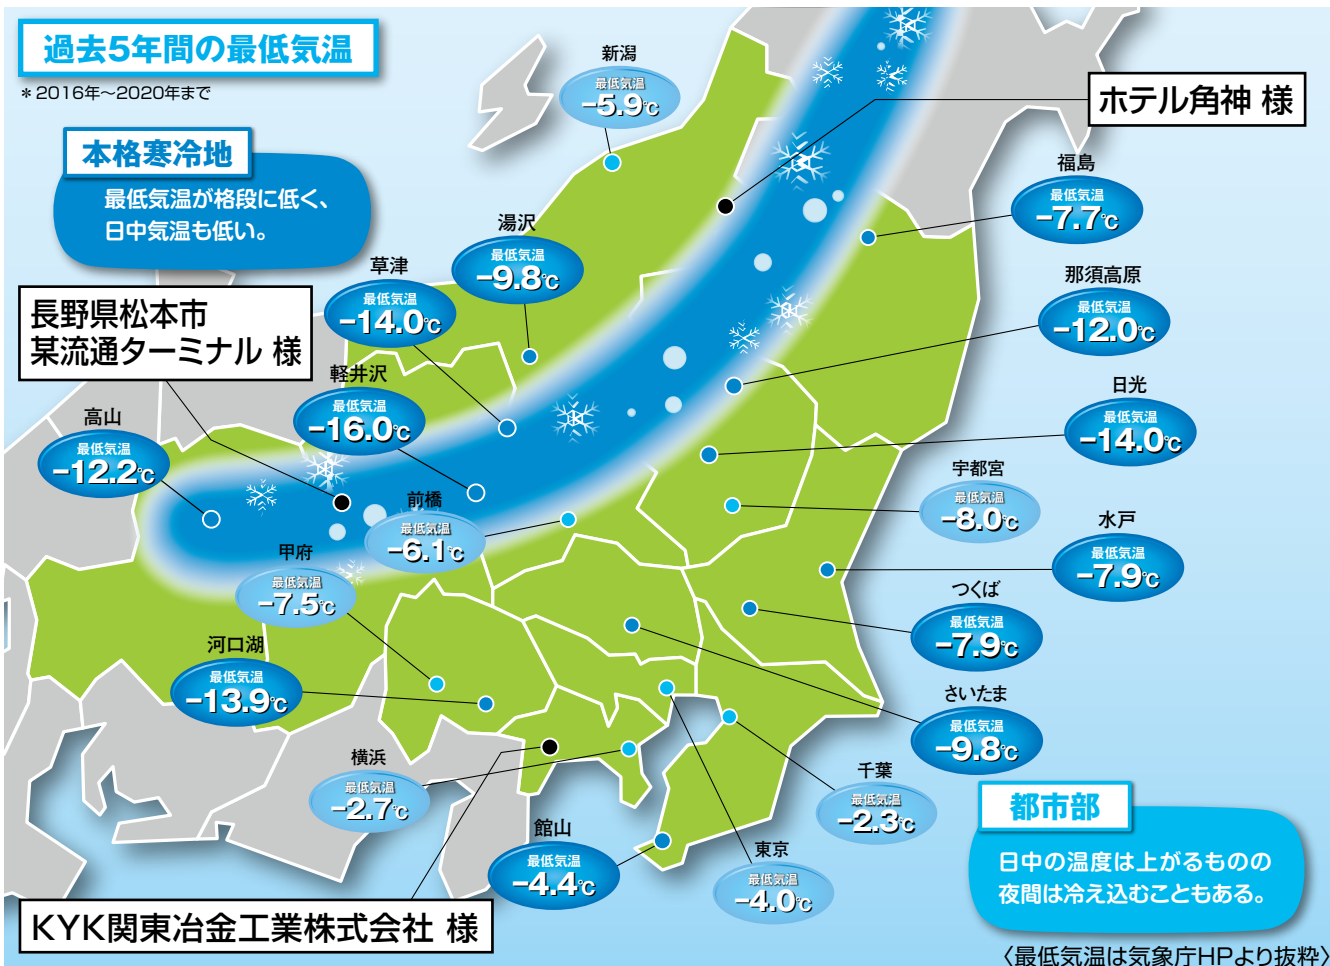 過去5年間の最低気温
＊2016年～2020年まで
本格寒冷地
最低気温が格段に低く、
日中気温も低い。
新潟
最低気温
−5.9℃
ホテル角神 様
福島
最低気温
−7.7℃
湯沢
最低気温
−9.8℃
草津
最低気温
−14.0℃
那須高原
最低気温
−12.0℃
長野県松本市
某流通ターミナル 様
軽井沢
最低気温
−16.0℃
日光
最低気温
−14.0℃
高山
最低気温
−12.2℃
宇都宮
最低気温
−8.0℃
前橋
最低気温
−6.1℃
水戸
最低気温
−7.9℃
甲府
最低気温
−7.5℃
つくば
最低気温
−7.9℃
河口湖
最低気温
−13.9℃
さいたま
最低気温
−9.8℃
横浜
最低気温
−2.7℃
千葉
最低気温
−2.3℃
館山
最低気温
−4.4℃
東京
最低気温
−4.0℃
都市部
日中の温度は上がるものの
夜間は冷え込むこともある。
KYK関東冶金工業株式会社 様
〈最低気温は気象庁HPより抜粋〉